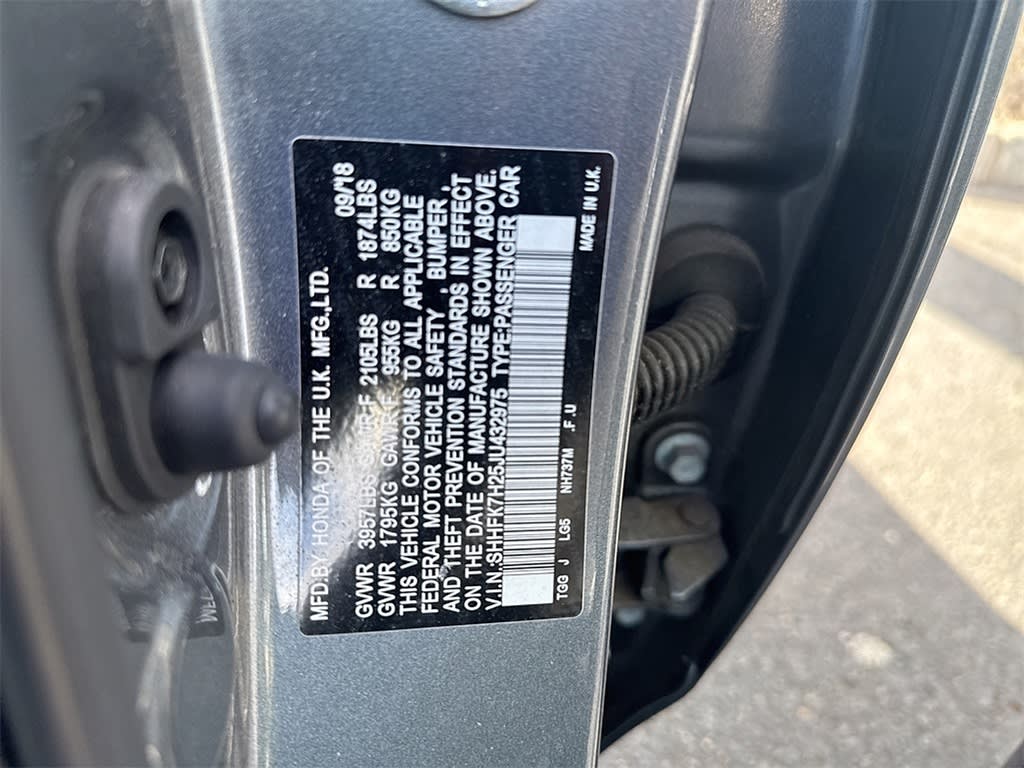 MFD.BY HONDA OF THE U.K. MFG.,LTD. 09/18
GVWR 3957LBS GAWR F 2105LBS R 1874LBS
GVWR 1795KG GAWR F 955KG R 850KG
THIS VEHICLE CONFORMS TO ALL APPLICABLE
FEDERAL MOTOR VEHICLE SAFETY , BUMPER ,
AND THEFT PREVENTION STANDARDS IN EFFECT
ON THE DATE OF MANUFACTURE SHOWN ABOVE.
V.I.N.:SHHFK7H25JU432975 TYPE:PASSENGER CAR
TGG J LG5 NH737M .F.U MADE IN U.K.